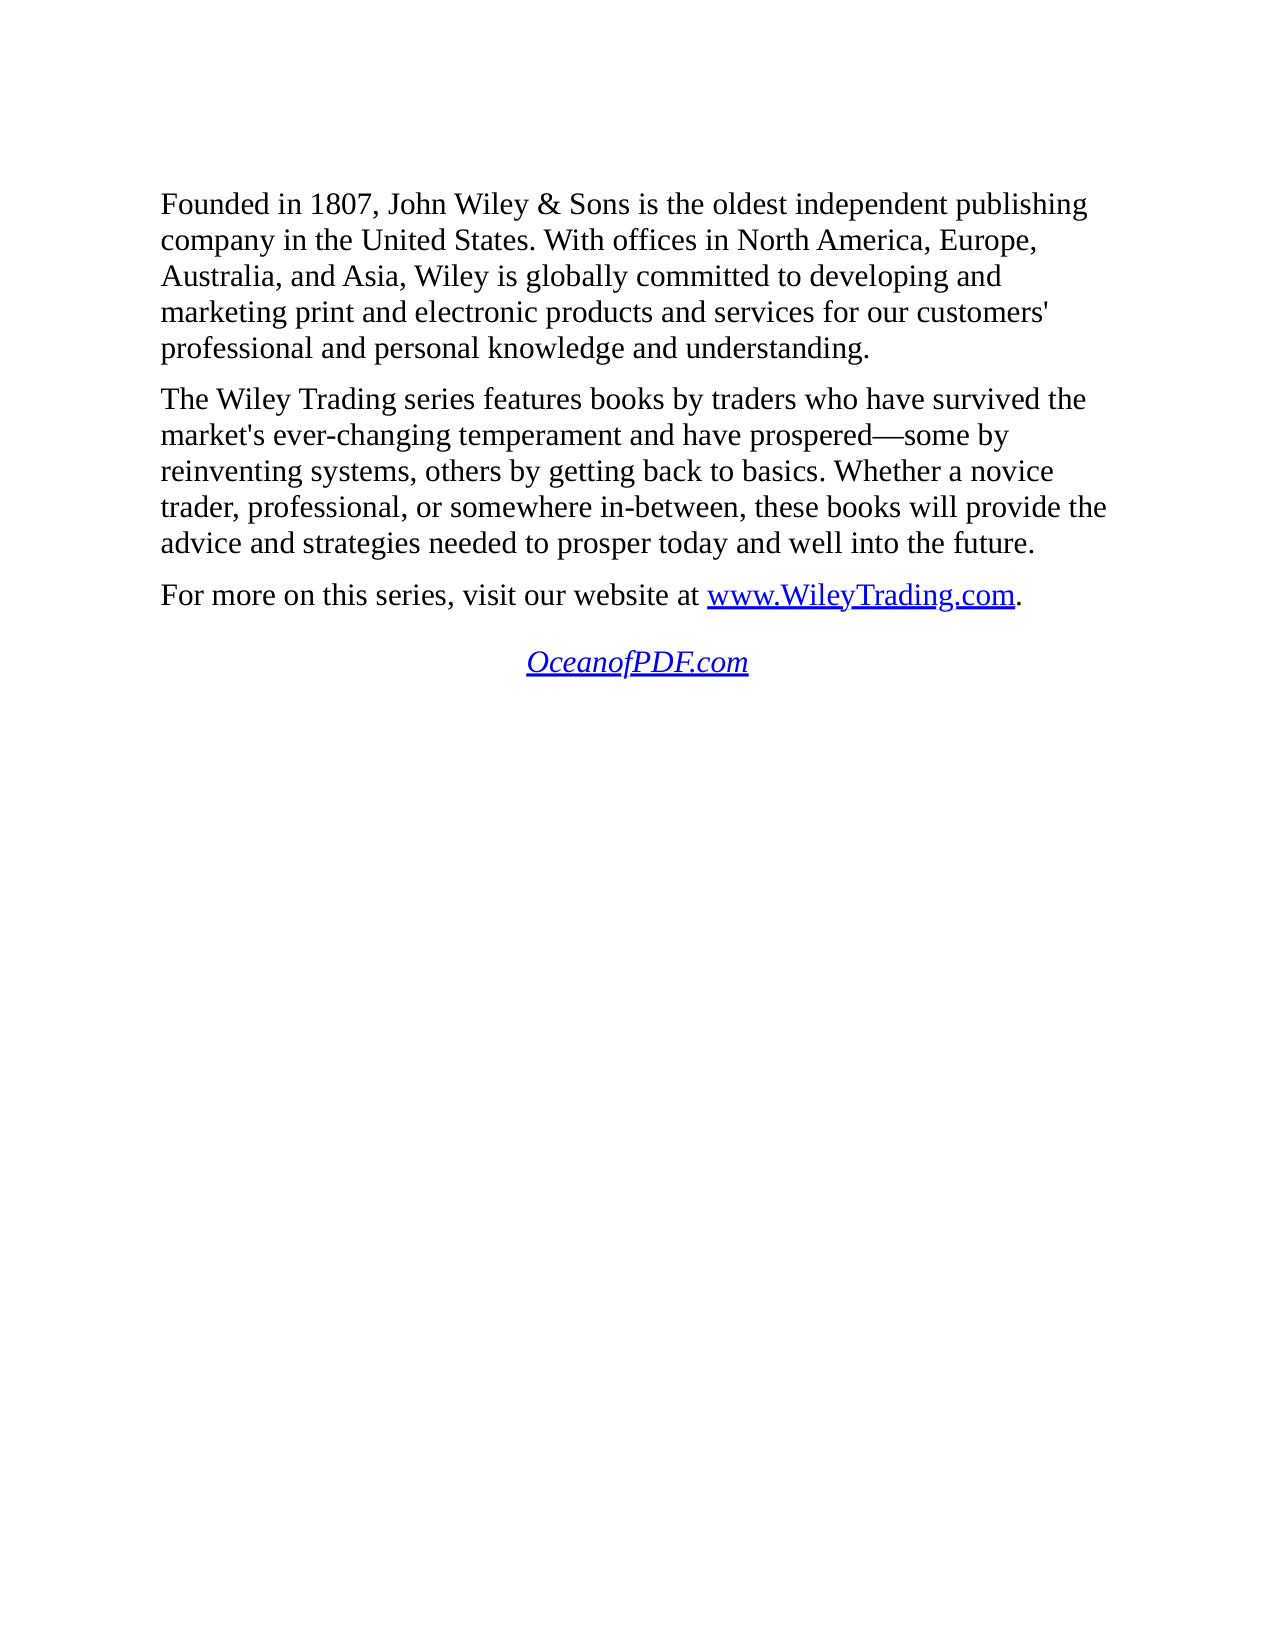 Founded in 1807, John Wiley & Sons is the oldest independent publishing
company in the United States. With offices in North America, Europe,
Australia, and Asia, Wiley is globally committed to developing and
marketing print and electronic products and services for our customers'
professional and personal knowledge and understanding.
The Wiley Trading series features books by traders who have survived the
market's ever-changing temperament and have prospered—some by
reinventing systems, others by getting back to basics. Whether a novice
trader, professional, or somewhere in-between, these books will provide the
advice and strategies needed to prosper today and well into the future.
For more on this series, visit our website at www.WileyTrading.com.
OceanofPDF.com